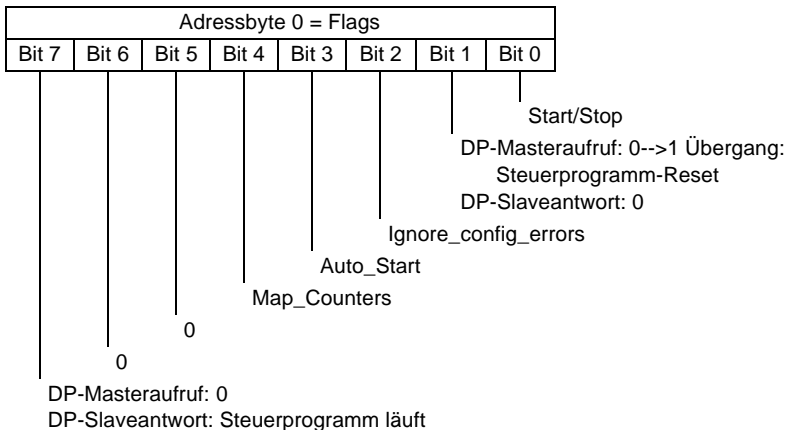 Adressbyte 0 = Flags
Bit 7 Bit 6 Bit 5 Bit 4 Bit 3 Bit 2 Bit 1 Bit 0
Start/Stop
DP-Masteraufruf: 0-->1 Übergang:
Steuerprogramm-Reset
DP-Slaveantwort: 0
Ignore_config_errors
Auto_Start
Map_Counters
0
0
DP-Masteraufruf: 0
DP-Slaveantwort: Steuerprogramm läuft